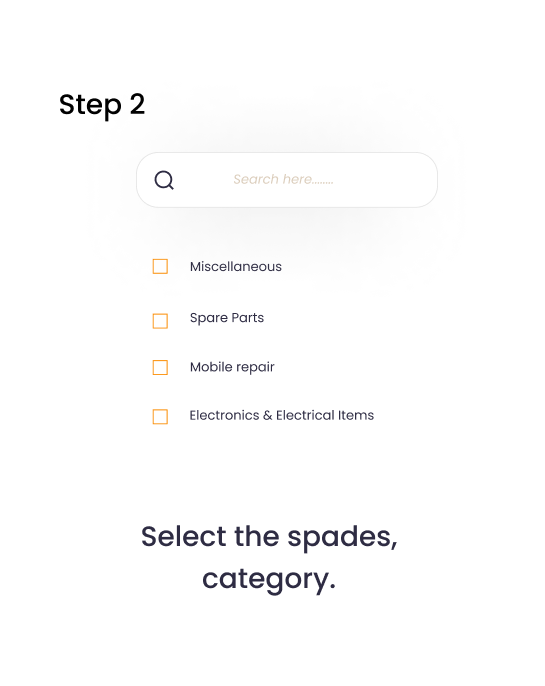 Step 2
Search here........
Miscellaneous
Spare Parts
Mobile repair
Electronics & Electrical Items
Select the spades,
category.